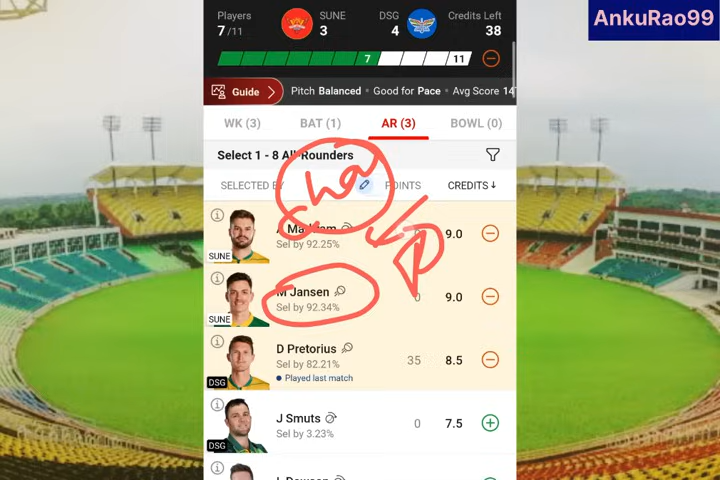 AnkuRao99
Players SUNE DSG Credits Left
7/11 3 4 38
7 11
Guide Pitch Balanced • Good for Pace • Avg Score 14
WK (3) BAT (1) AR (3) BOWL (0)
Select 1 - 8 All-Rounders
SELECTED BY POINTS CREDITS↓
9.0
Sel by 92.25%
SUNE
M Jansen
Sel by 92.34% 0 9.0
SUNE
D Pretorius
Sel by 82.21% 35 8.5
Played last match
DSG
J Smuts
Sel by 3.23% 0 7.5
DSG